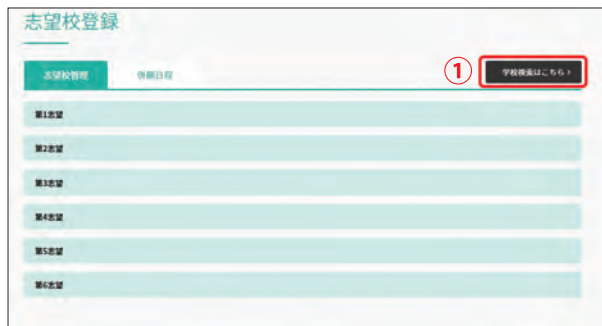 志望校登録
志望校管理 併願日程 ① 学校検索はこちら ›
第1志望
第2志望
第3志望
第4志望
第5志望
第6志望